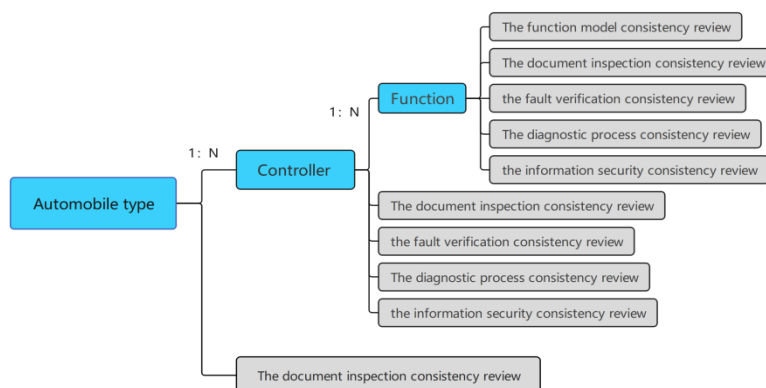 The function model consistency review
The document inspection consistency review
Function
the fault verification consistency review
1: N
The diagnostic process consistency review
1: N
Controller
the information security consistency review
Automobile type
The document inspection consistency review
the fault verification consistency review
The diagnostic process consistency review
the information security consistency review
The document inspection consistency review